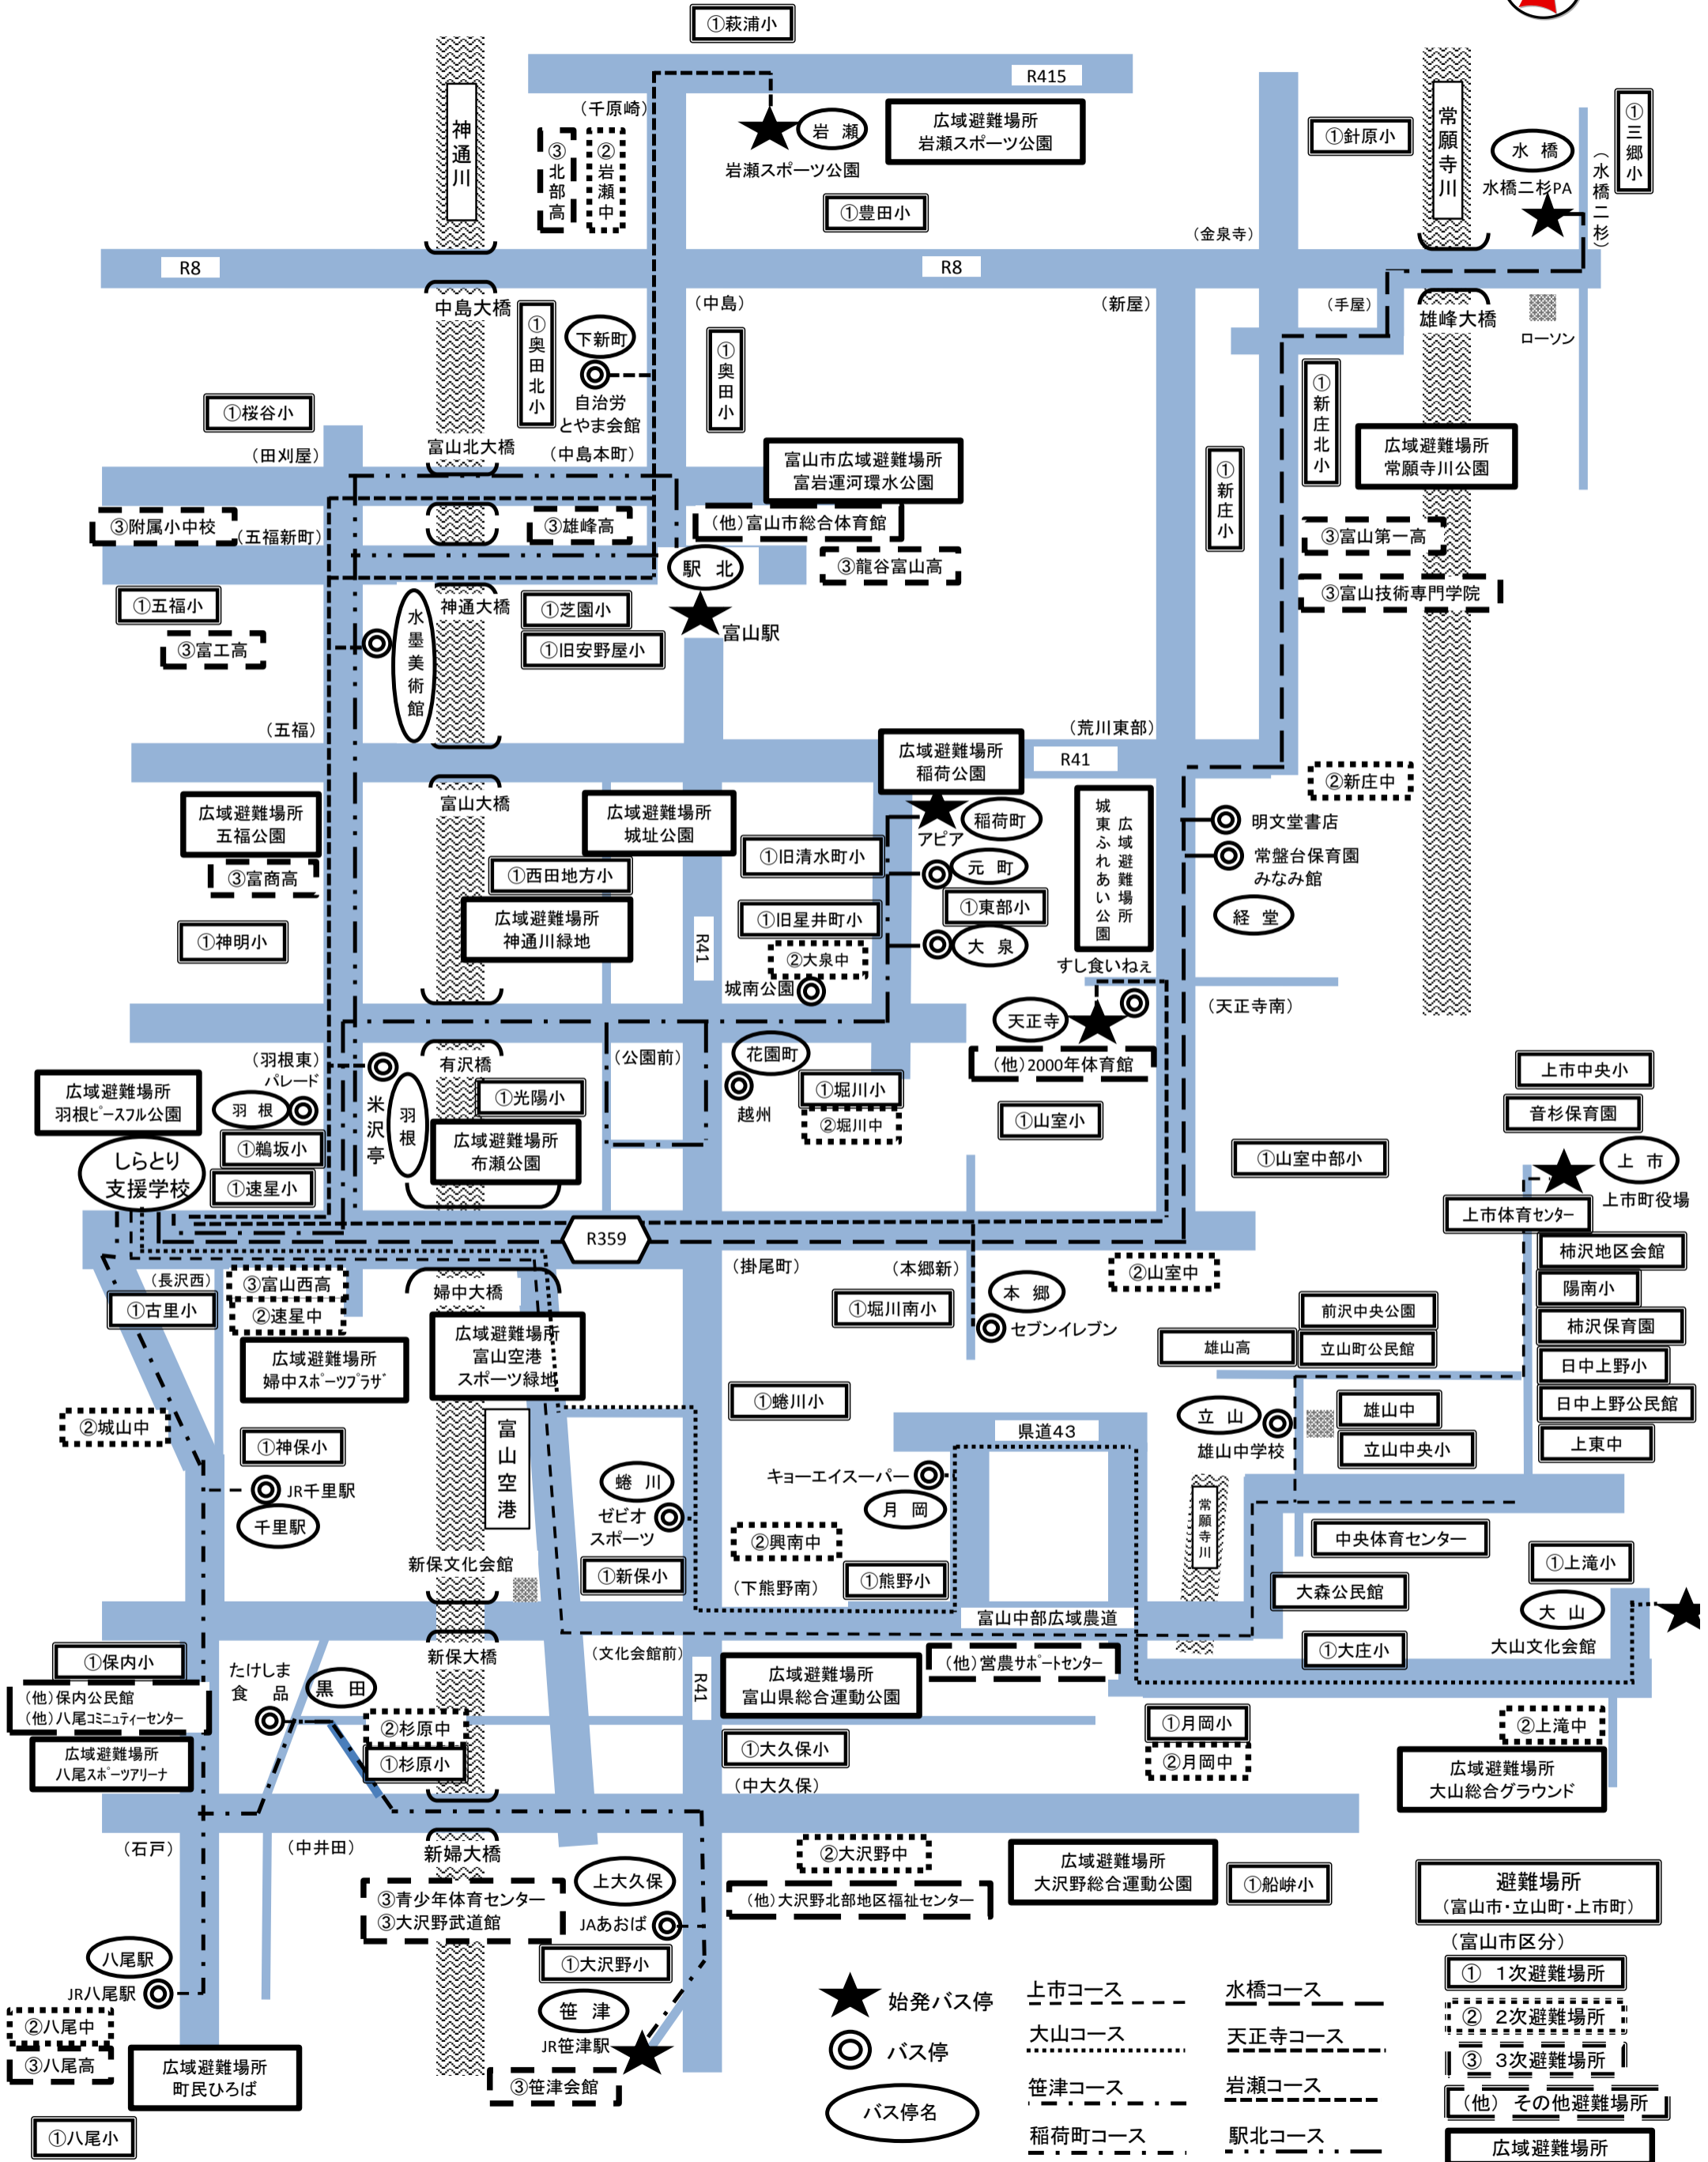 ①萩浦小
R415
(千原崎)
神通川
③北部高
②岩瀬中
岩 瀬
岩瀬スポーツ公園
広域避難場所
岩瀬スポーツ公園
①豊田小
①針原小
常願寺川
水 橋
水橋二杉PA
(水橋二杉)
①三郷小
(金泉寺)
R8
R8
中島大橋
(中島)
(新屋)
(手屋)
雄峰大橋
ローソン
①奥田北小
下新町
自治労
とやま会館
①奥田小
①桜谷小
(田刈屋)
富山北大橋
(中島本町)
富山市広域避難場所
富岩運河環水公園
①新庄北小
①新庄小
広域避難場所
常願寺川公園
③附属小中校
(五福新町)
③雄峰高
(他)富山市総合体育館
駅 北
③龍谷富山高
③富山第一高
③富山技術専門学院
①五福小
③富工高
水墨美術館
神通大橋
①芝園小
①旧安野屋小
富山駅
(五福)
(荒川東部)
広域避難場所
稲荷公園
R41
②新庄中
富山大橋
広域避難場所
五福公園
③富商高
広域避難場所
城址公園
①西田地方小
広域避難場所
神通川緑地
①神明小
R41
①旧清水町小
①旧星井町小
②大泉中
城南公園
アピア
稲荷町
元 町
①東部小
大 泉
広域避難場所
城東ふれあい公園
明文堂書店
常盤台保育園
みなみ館
経 堂
すし食いねぇ
(天正寺南)
天正寺
(他)2000年体育館
(羽根東)
パレード
有沢橋
(公園前)
花園町
越州
①堀川小
②堀川中
①山室小
①山室中部小
広域避難場所
羽根ピースフル公園
羽 根
①鵜坂小
①速星小
米沢亭
羽根
①光陽小
広域避難場所
布瀬公園
しらとり
支援学校
上市中央小
音杉保育園
上 市
上市町役場
上市体育センター
柿沢地区会館
陽南小
柿沢保育園
日中上野小
日中上野公民館
上東中
R359
(長沢西)
③富山西高
②速星中
①古里小
婦中大橋
(掛尾町)
(本郷新)
②山室中
①堀川南小
本 郷
セブンイレブン
広域避難場所
婦中スポーツプラザ
広域避難場所
富山空港
スポーツ緑地
前沢中央公園
雄山高
立山町公民館
②城山中
①神保小
JR千里駅
千里駅
富山空港
①蜷川小
県道43
立 山
雄山中学校
雄山中
立山中央小
蜷 川
ゼビオ
スポーツ
キョーエイスーパー
月 岡
常願寺川
新保文化会館
②興南中
①新保小
(下熊野南)
①熊野小
中央体育センター
①上滝小
大森公民館
大 山
大山文化会館
富山中部広域農道
①大庄小
①保内小
(他)保内公民館
(他)八尾コミニュティーセンター
広域避難場所
八尾スポーツアリーナ
たけしま
食 品
黒 田
②杉原中
①杉原小
新保大橋
(文化会館前)
R41
広域避難場所
富山県総合運動公園
(他)営農サポートセンター
①月岡小
②月岡中
②上滝中
広域避難場所
大山総合グラウンド
①大久保小
(中大久保)
(石戸)
(中井田)
新婦大橋
③青少年体育センター
③大沢野武道館
上大久保
JAあおば
①大沢野小
②大沢野中
(他)大沢野北部地区福祉センター
広域避難場所
大沢野総合運動公園
①船峅小
八尾駅
JR八尾駅
②八尾中
③八尾高
広域避難場所
町民ひろば
①八尾小
笹 津
JR笹津駅
③笹津会館
始発バス停
バス停
バス停名
上市コース
大山コース
笹津コース
稲荷町コース
水橋コース
天正寺コース
岩瀬コース
駅北コース
避難場所
(富山市・立山町・上市町)
(富山市区分)
① 1次避難場所
② 2次避難場所
③ 3次避難場所
(他) その他避難場所
広域避難場所